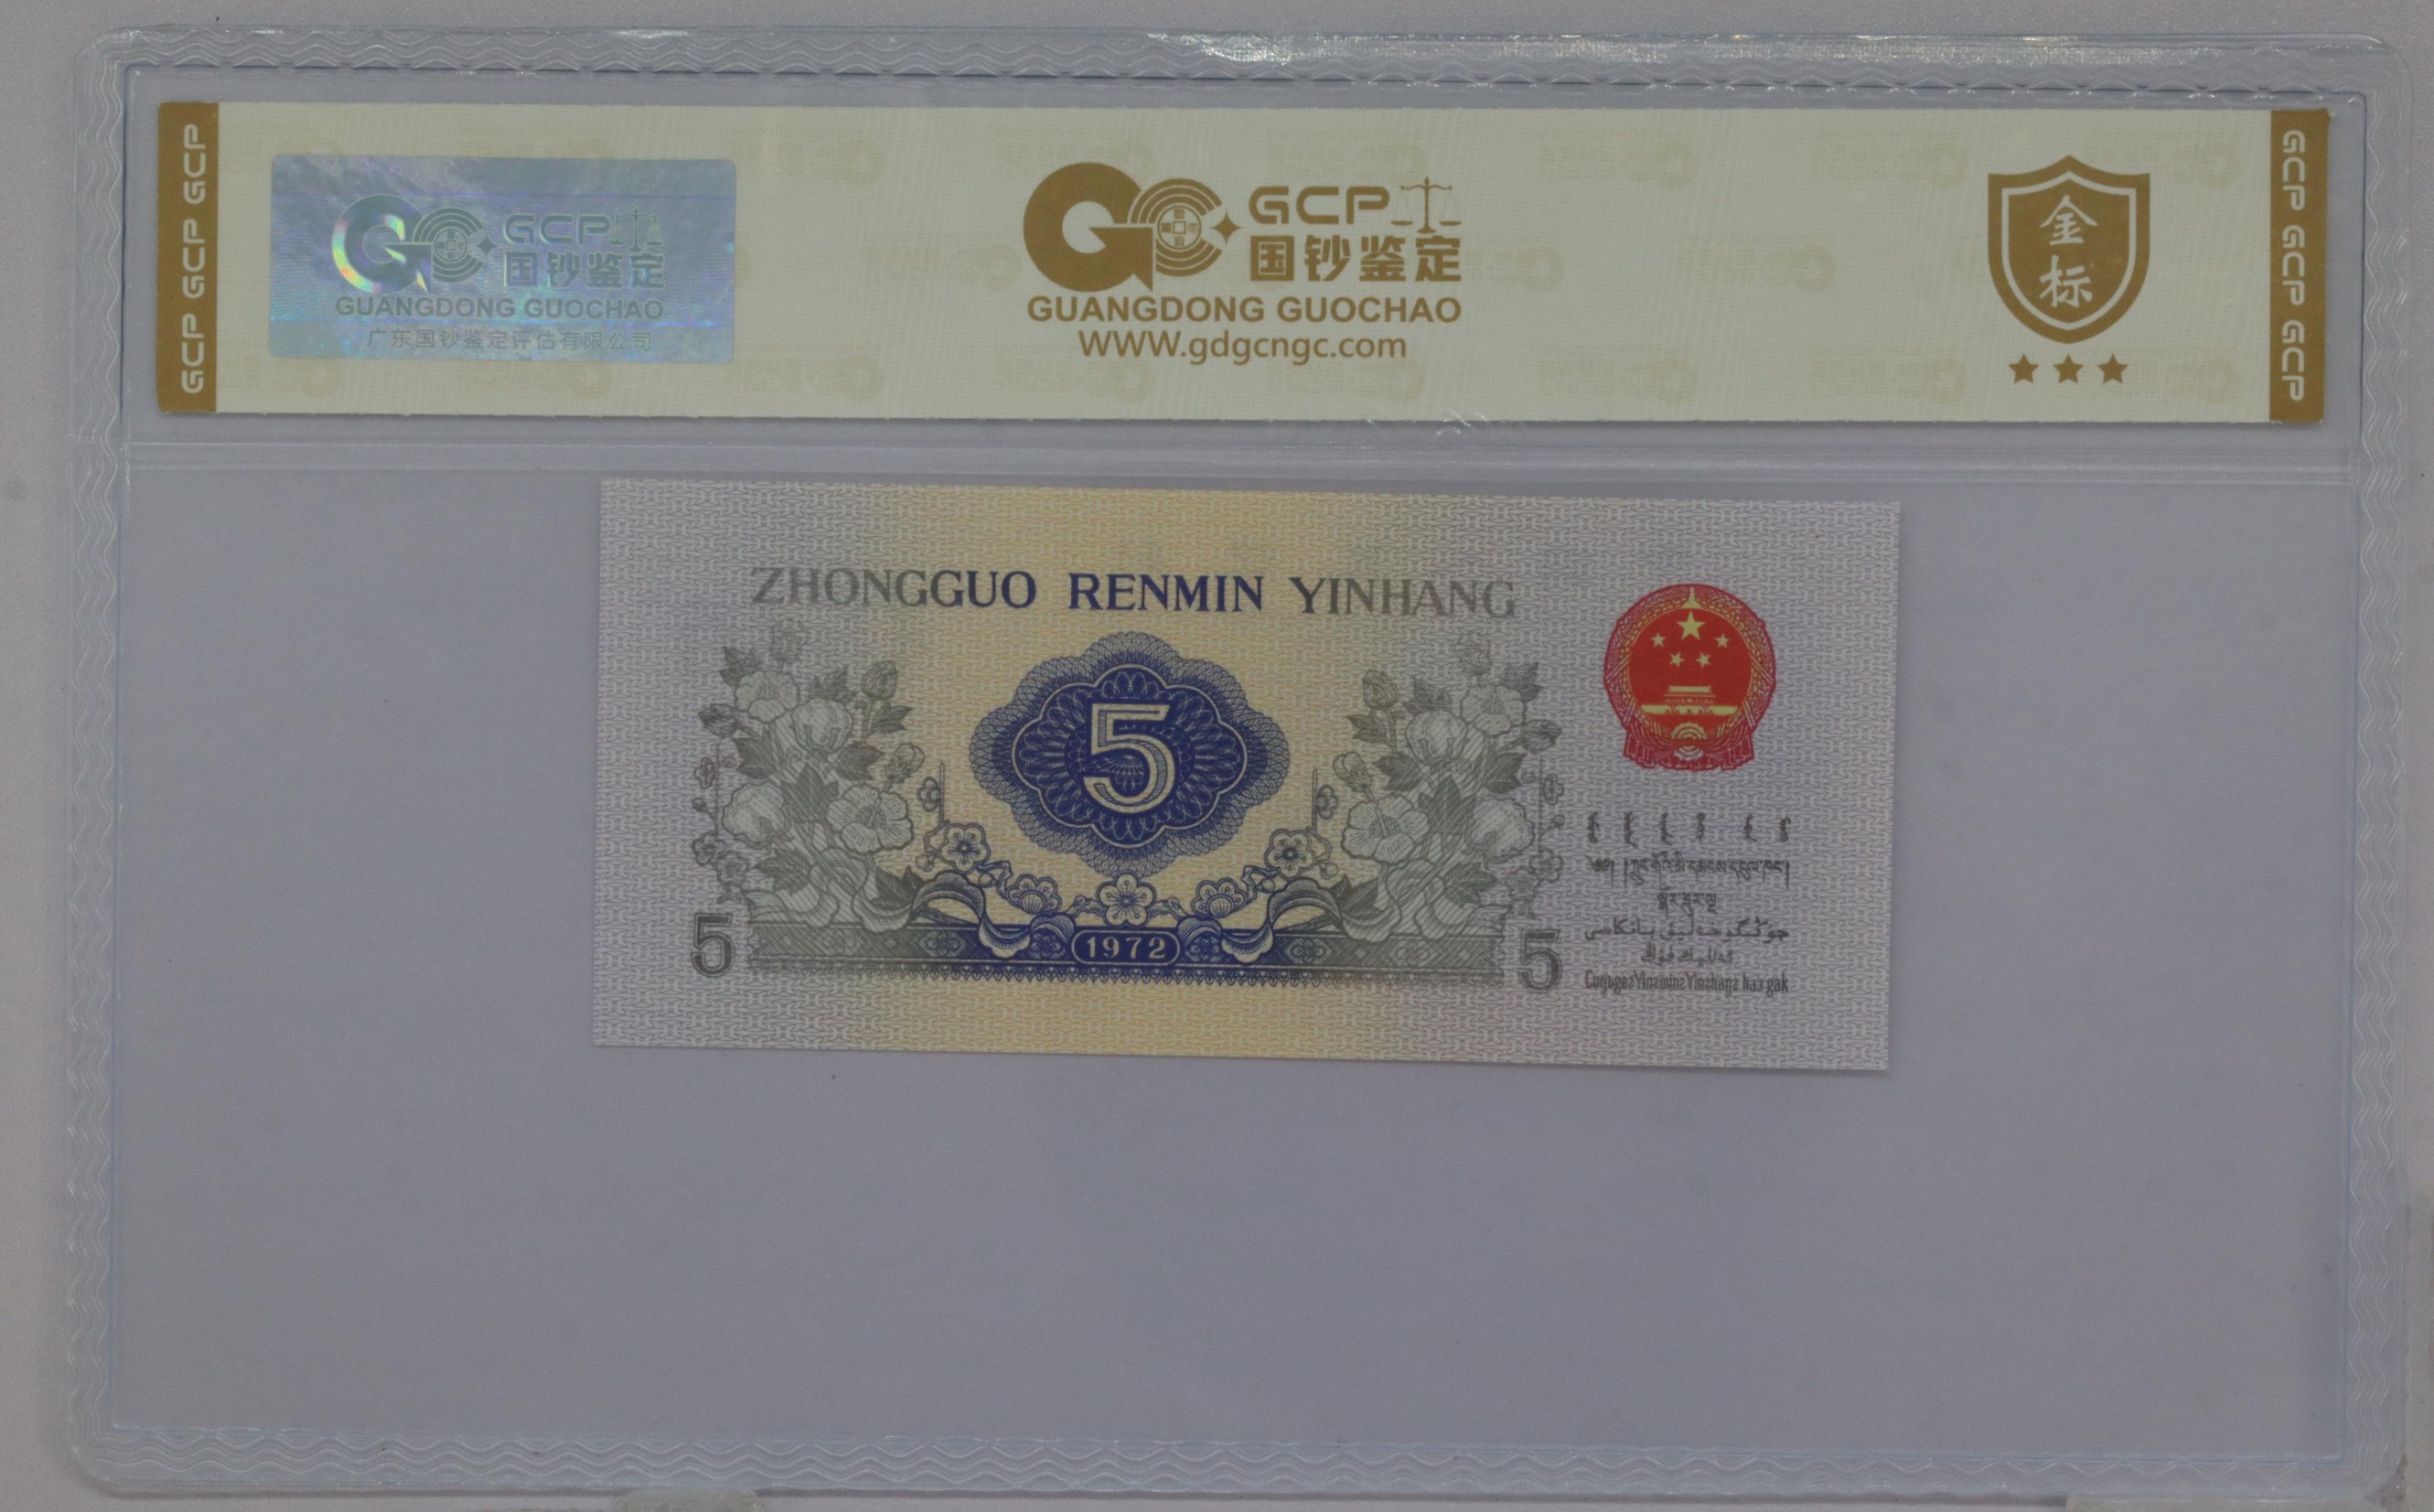 GCP GCP GCP
GCP
国钞鉴定
GUANGDONG GUOCHAO
广东国钞鉴定评估有限公司
GCP
国钞鉴定
GUANGDONG GUOCHAO
WWW.gdgcngc.com
金
标
GCP GCP GCP
ZHONGGUO RENMIN YINHANG
5
1972
5
5